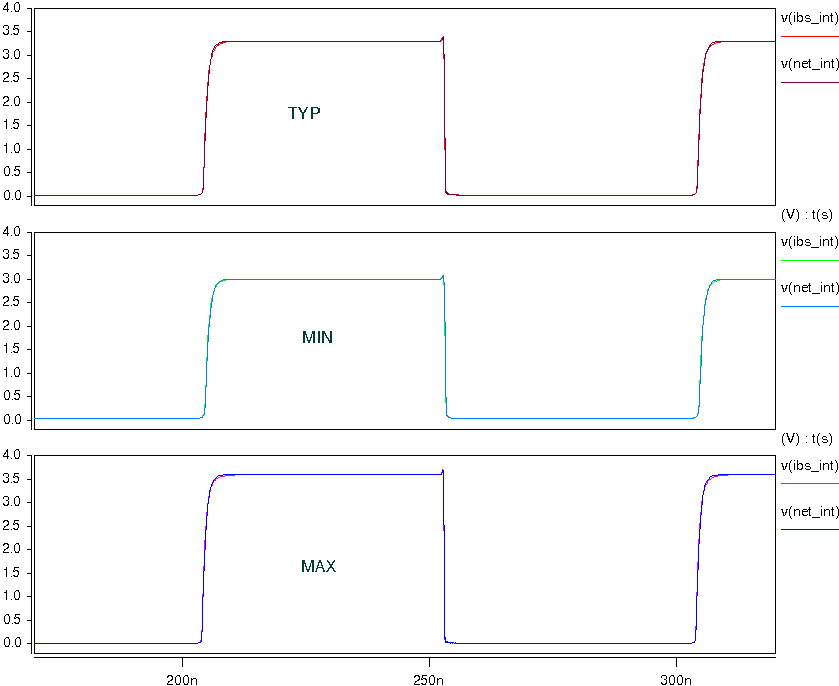 4.0 v(ibs_int)
3.5
3.0 v(net_int)
2.5
2.0 TYP
1.5
1.0
0.5
0.0
(V) : t(s)
4.0 v(ibs_int)
3.5
3.0 v(net_int)
2.5
2.0
1.5 MIN
1.0
0.5
0.0
(V) : t(s)
4.0 v(ibs_int)
3.5
3.0 v(net_int)
2.5
2.0
1.5 MAX
1.0
0.5
0.0
200n 250n 300n